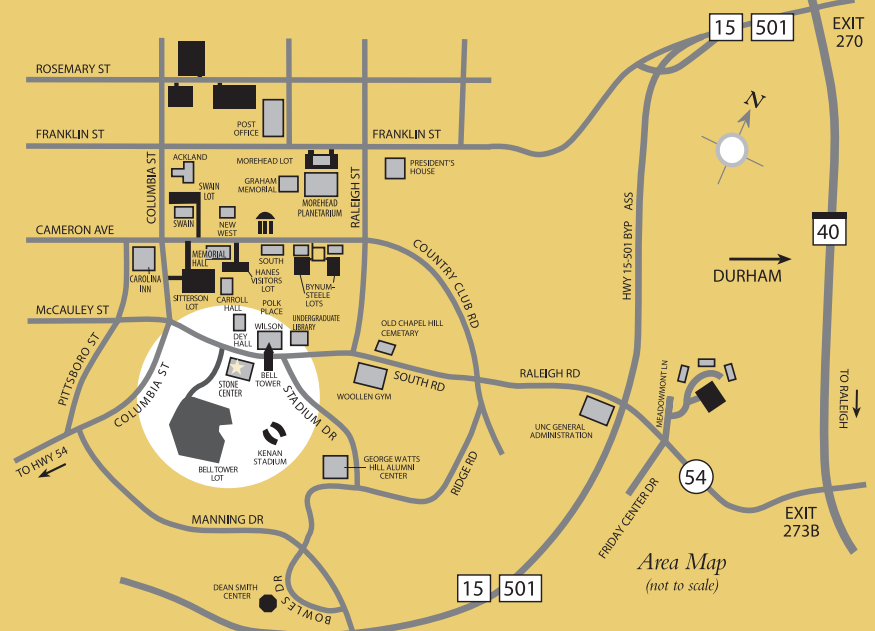 15
501
EXIT
270
ROSEMARY ST
POST
OFFICE
FRANKLIN ST
FRANKLIN ST
N
ACKLAND
MOREHEAD LOT
PRESIDENT'S
HOUSE
COLUMBIA ST
SWAIN
LOT
GRAHAM
MEMORIAL
MOREHEAD
PLANETARIUM
RALEIGH ST
HWY 15-501 BYP ASS
SWAIN
NEW
WEST
CAMERON AVE
40
COUNTRY CLUB RD
MEMORIAL
HALL
SOUTH
DURHAM
CAROLINA
INN
HANES
VISITORS
LOT
BYNUM-
STEELE
LOTS
SITTERSON
LOT
CARROLL
HALL
POLK
PLACE
McCAULEY ST
DEY
HALL
WILSON
UNDERGRADUATE
LIBRARY
OLD CHAPEL HILL
CEMETARY
PITTSBORO ST
COLUMBIA ST
STONE
CENTER
BELL
TOWER
STADIUM DR
WOOLLEN GYM
SOUTH RD
RALEIGH RD
MEADOWMONT LN
TO RALEIGH
UNC GENERAL
ADMINISTRATION
KENAN
STADIUM
BELL TOWER
LOT
TO HWY 54
GEORGE WATTS
HILL ALUMNI
CENTER
RIDGE RD
54
FRIDAY CENTER DR
EXIT
273B
MANNING DR
Area Map
(not to scale)
DEAN SMITH
CENTER
BOWLES DR
15
501